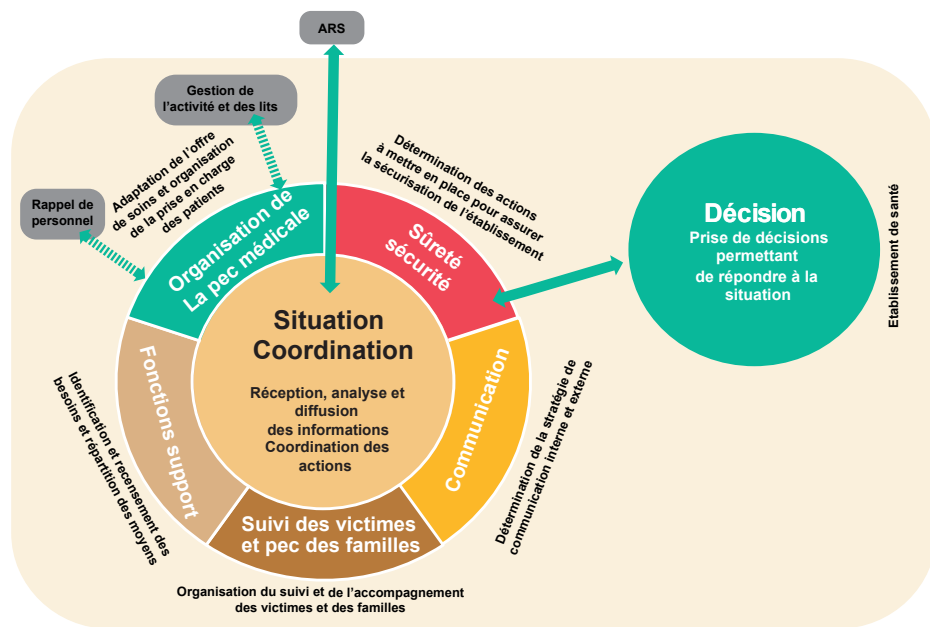 ARS
Gestion de
l'activité et des lits
Rappel de
personnel
Adaptation de l'offre
de soins et organisation
de la prise en charge
des patients
Détermination des actions
à mettre en place pour assurer
la sécurisation de l'établissement
Organisation de
La pec médicale
Sûreté
sécurité
Décision
Prise de décisions
permettant
de répondre à la
situation
Etablissement de santé
Situation
Coordination
Réception, analyse et
diffusion
des informations
Coordination des
actions
Fonctions support
Identification et recensement des
besoins et répartition des moyens
Communication
Détermination de la stratégie de
communication interne et externe
Suivi des victimes
et pec des familles
Organisation du suivi et de l'accompagnement
des victimes et des familles